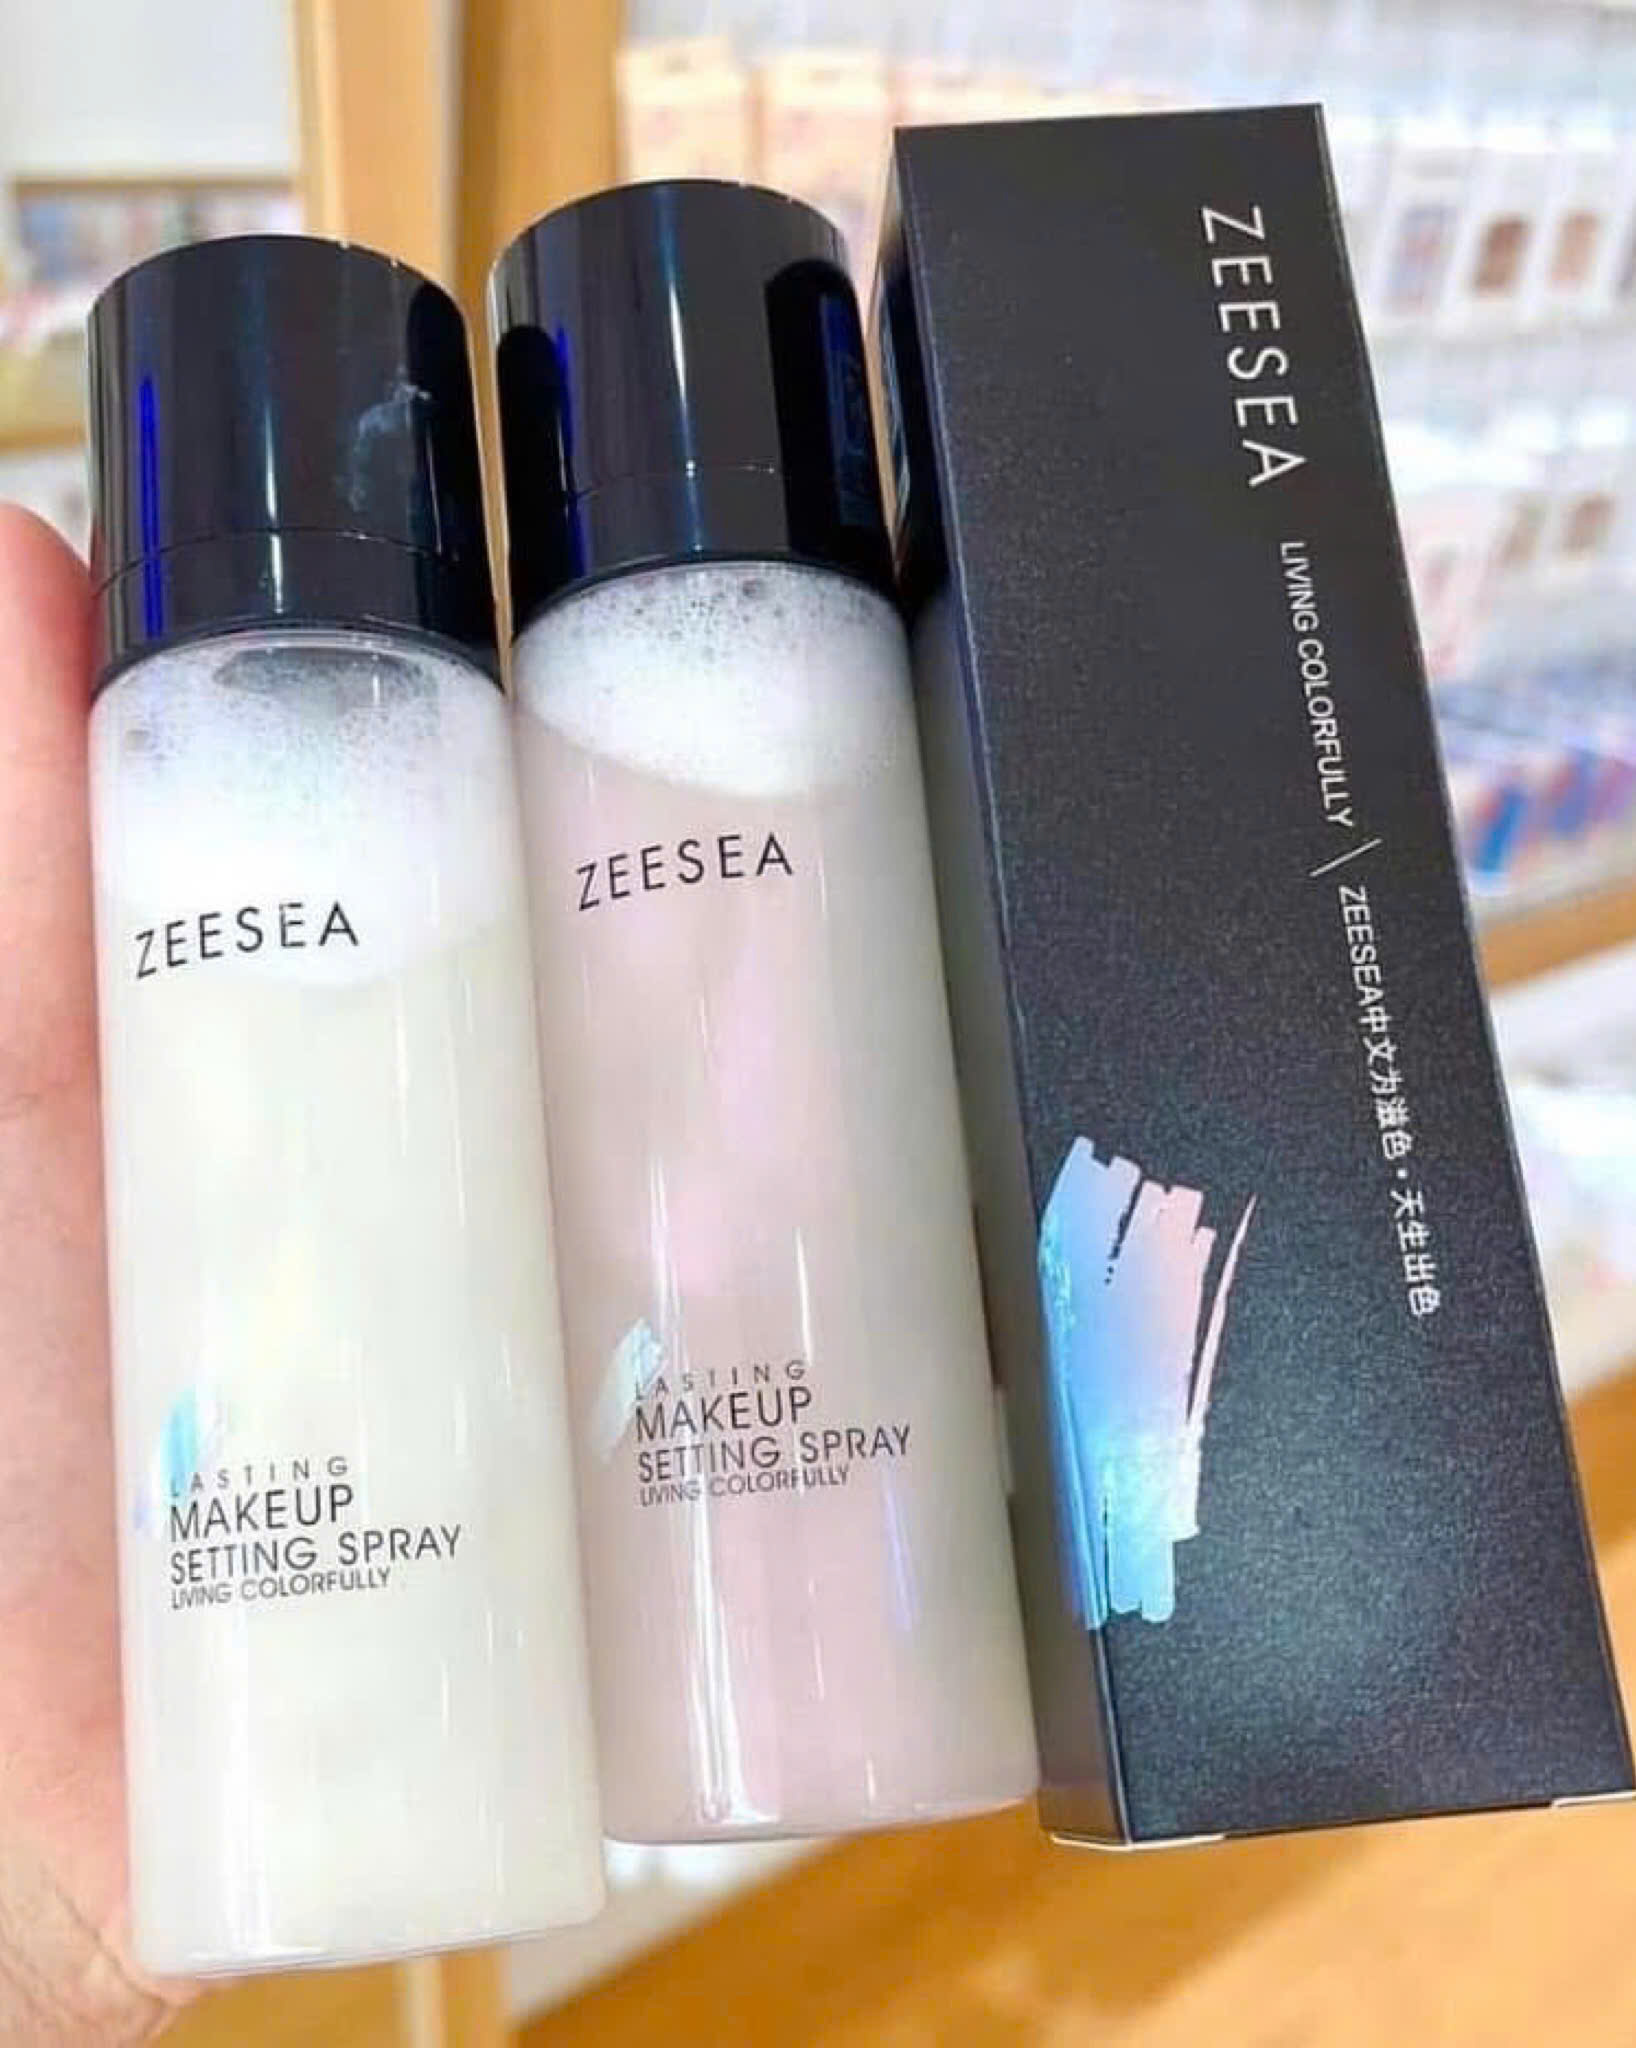 ZEESEA
LASTING
MAKEUP
SETTING SPRAY
LIVING COLORFULLY
ZEESEA
LASTING
MAKEUP
SETTING SPRAY
LIVING COLORFULLY
ZEESEA
LIVING COLORFULLY \ ZEESEA中文为滋色·天生出色